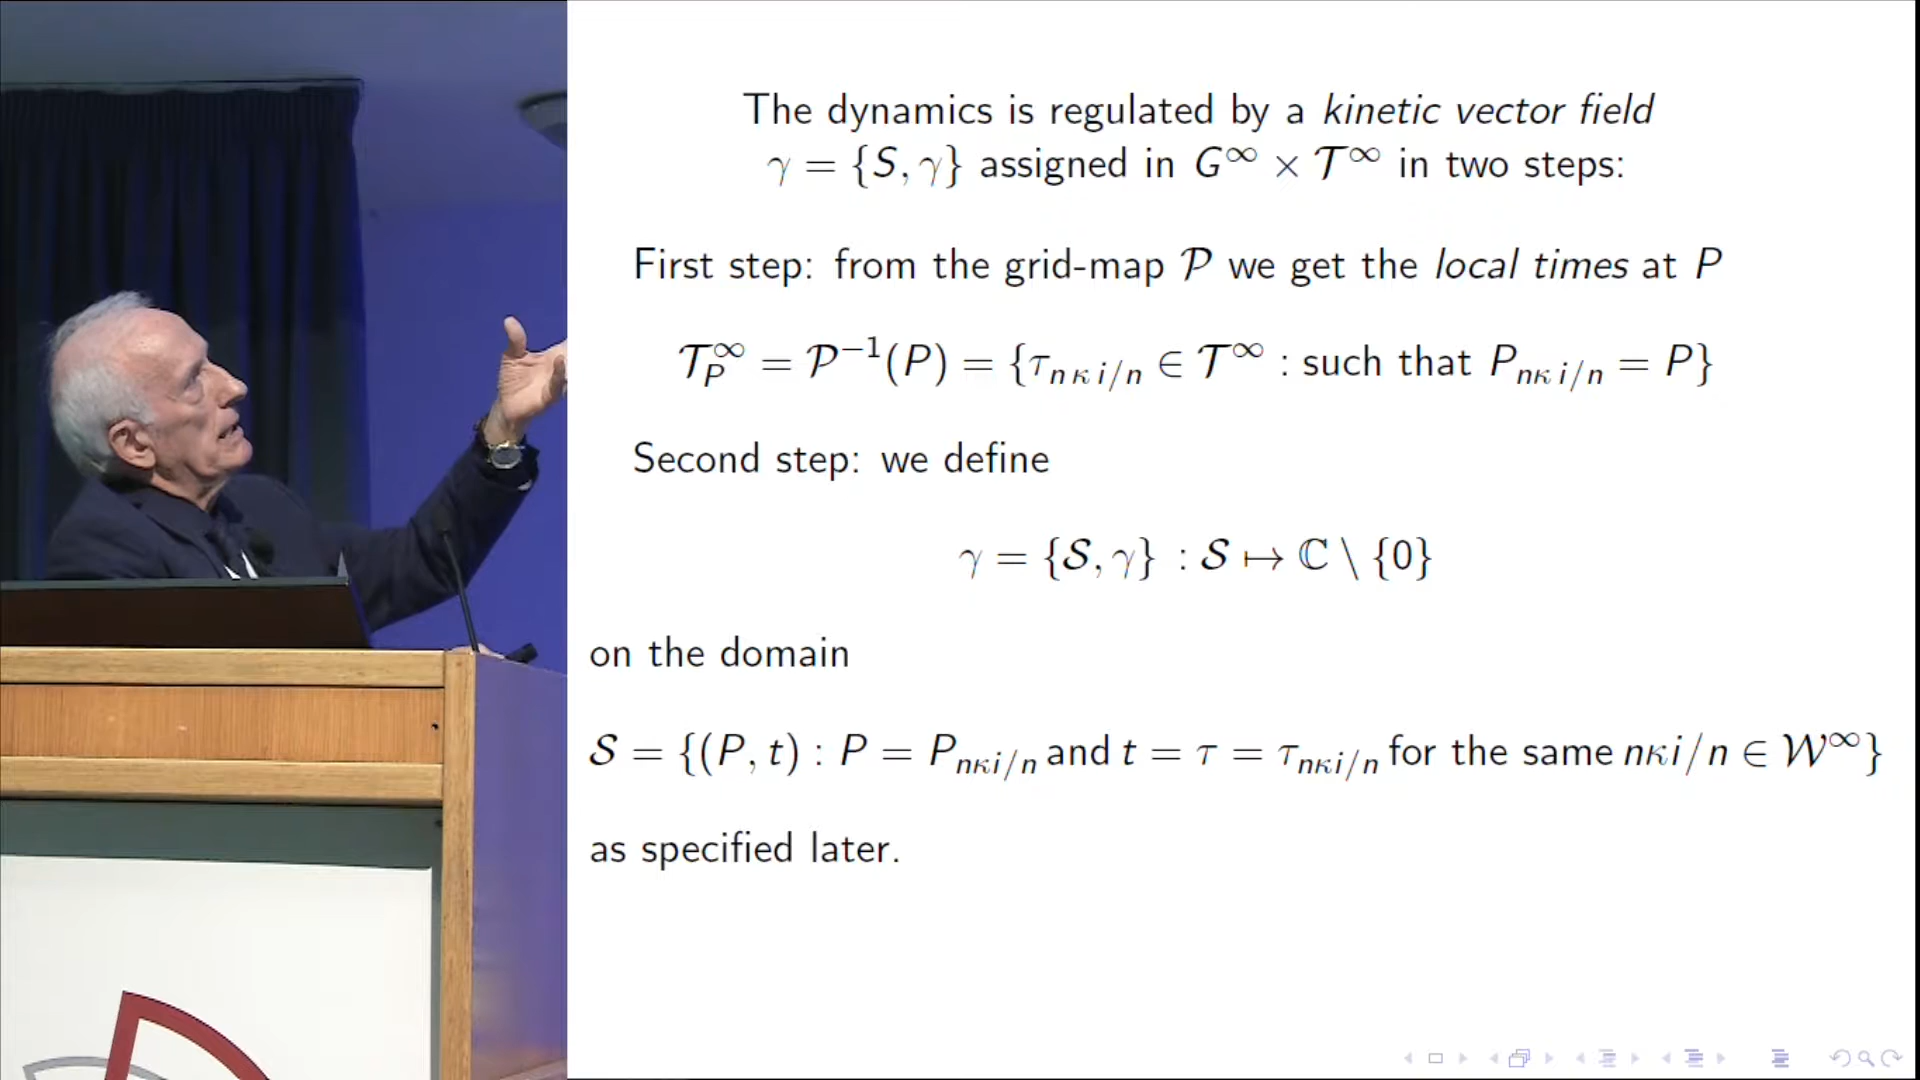 The dynamics is regulated by a kinetic vector field
γ = {S, γ} assigned in G^∞ × 𝒯^∞ in two steps:
First step: from the grid-map 𝒫 we get the local times at P
𝒯_P^∞ = 𝒫^{-1}(P) = {τ_{n κ i/n} ∈ 𝒯^∞ : such that P_{nκ i/n} = P}
Second step: we define
γ = {𝒮, γ} : 𝒮 ↦ ℂ \ {0}
on the domain
𝒮 = {(P, t) : P = P_{nκi/n} and t = τ = τ_{nκi/n} for the same nκi/n ∈ 𝒲^∞}
as specified later.